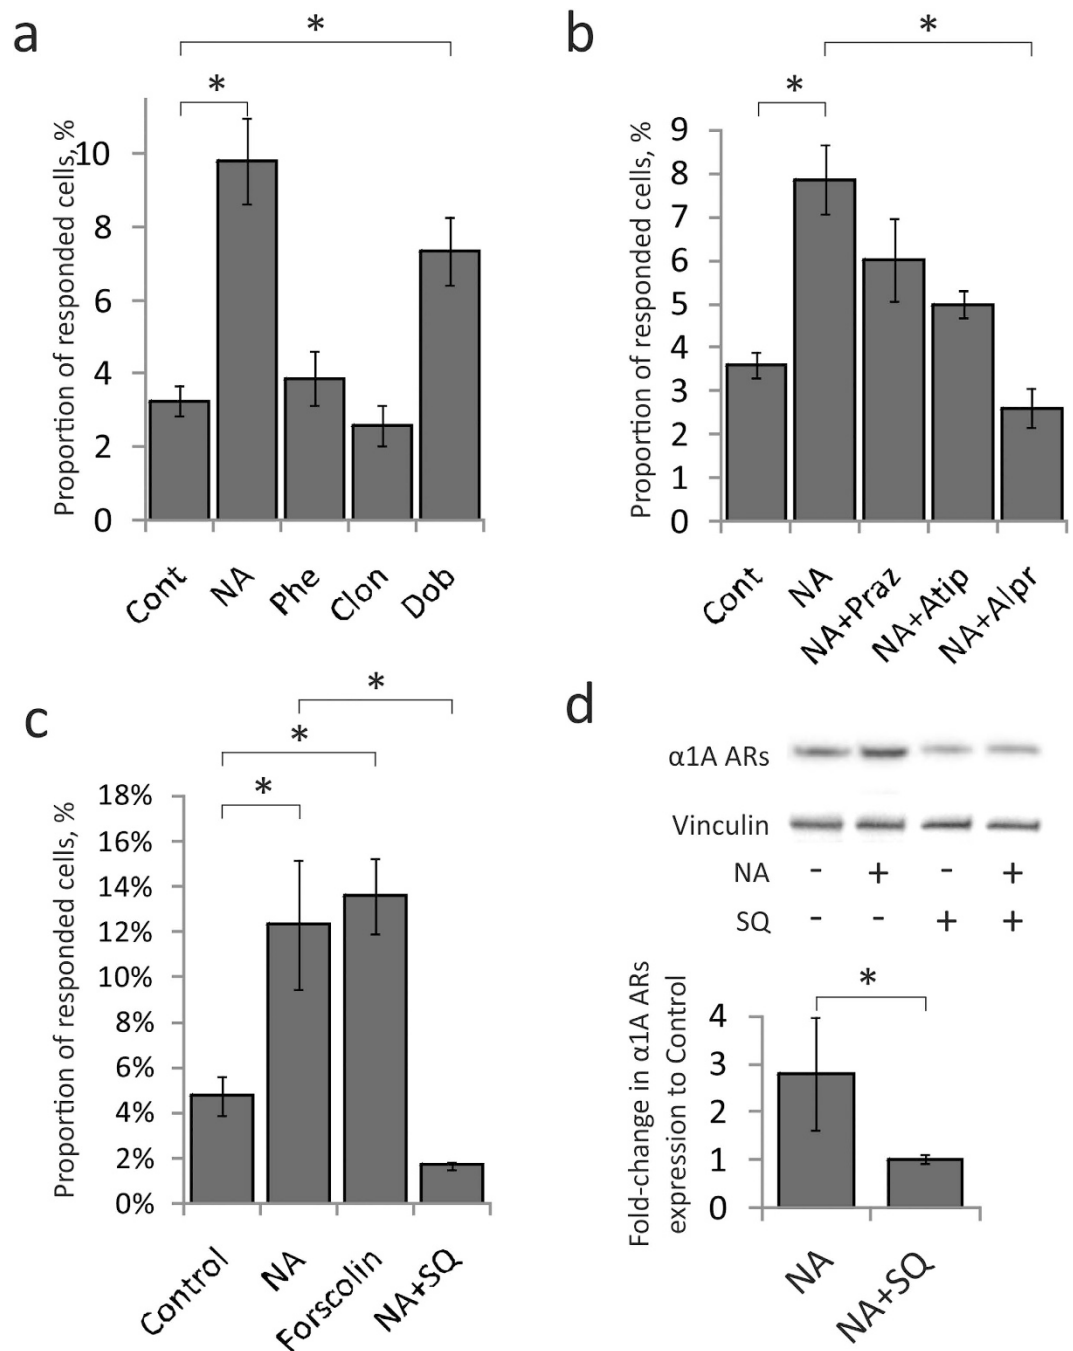 a
*
*
Proportion of responded cells, %
10
8
6
4
2
0
Cont
NA
Phe
Clon
Dob
b
*
*
Proportion of responded cells, %
9
8
7
6
5
4
3
2
1
0
Cont
NA
NA+Praz
NA+Atip
NA+Alpr
c
*
*
*
Proportion of responded cells, %
18%
16%
14%
12%
10%
8%
6%
4%
2%
0%
Control
NA
Forscolin
NA+SQ
d
α1A ARs
Vinculin
NA - + - +
SQ - - + +
*
Fold-change in α1A ARs
expression to Control
4
3
2
1
0
NA
NA+SQ